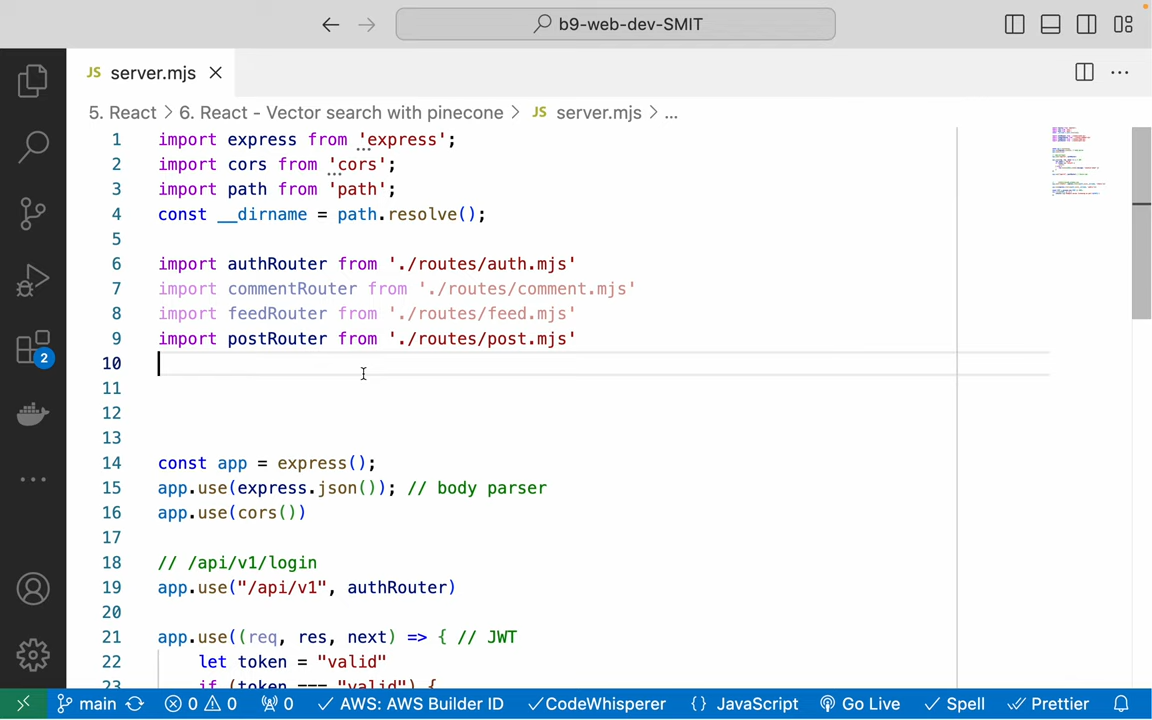 b9-web-dev-SMIT
JS server.mjs
5. React > 6. React - Vector search with pinecone > JS server.mjs > ...
1 import express from 'express';
2 import cors from 'cors';
3 import path from 'path';
4 const __dirname = path.resolve();
5
6 import authRouter from './routes/auth.mjs'
7 import commentRouter from './routes/comment.mjs'
8 import feedRouter from './routes/feed.mjs'
9 import postRouter from './routes/post.mjs'
10
11
12
13
14 const app = express();
15 app.use(express.json()); // body parser
16 app.use(cors())
17
18 // /api/v1/login
19 app.use("/api/v1", authRouter)
20
21 app.use((req, res, next) => { // JWT
22 let token = "valid"
23 if (token === "valid") {
2
main 0 0 0 AWS: AWS Builder ID CodeWhisperer {} JavaScript Go Live Spell Prettier